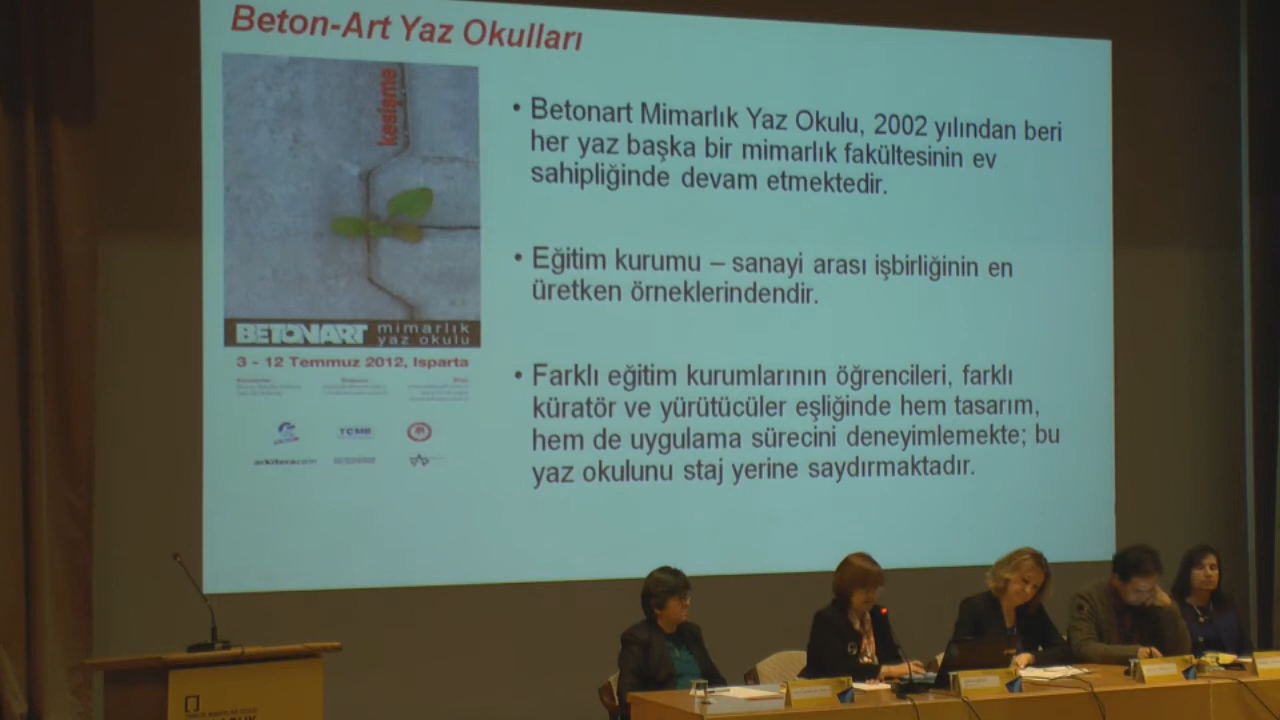 Beton-Art Yaz Okulları
kesişme
BETONART mimarlık
yaz okulu
3 - 12 Temmuz 2012, Isparta
TÇMB
arkitera.com
• Betonart Mimarlık Yaz Okulu, 2002 yılından beri
her yaz başka bir mimarlık fakültesinin ev
sahipliğinde devam etmektedir.
• Eğitim kurumu – sanayi arası işbirliğinin en
üretken örneklerindendir.
• Farklı eğitim kurumlarının öğrencileri, farklı
küratör ve yürütücüler eşliğinde hem tasarım,
hem de uygulama sürecini deneyimlemekte; bu
yaz okulunu staj yerine saydırmaktadır.